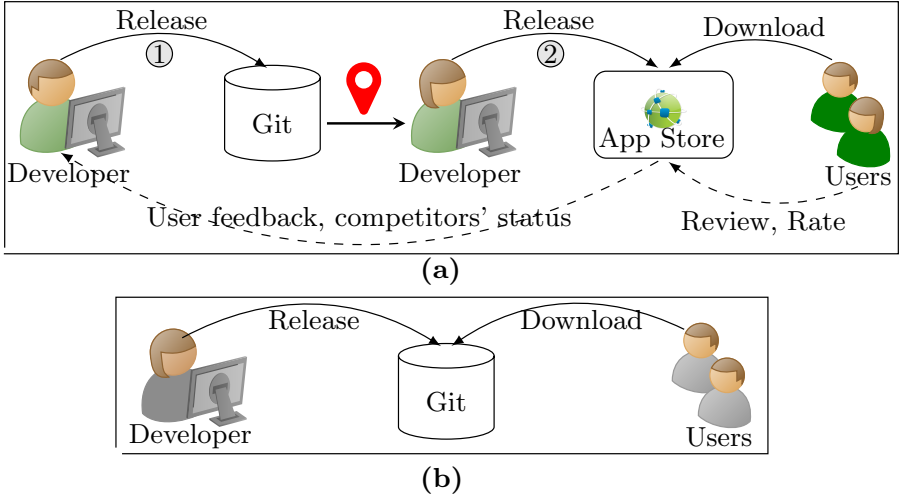 Release
1
Release
2
Download
Git
App Store
Developer
Developer
Users
User feedback, competitors' status
Review, Rate
(a)
Release
Download
Git
Developer
Users
(b)